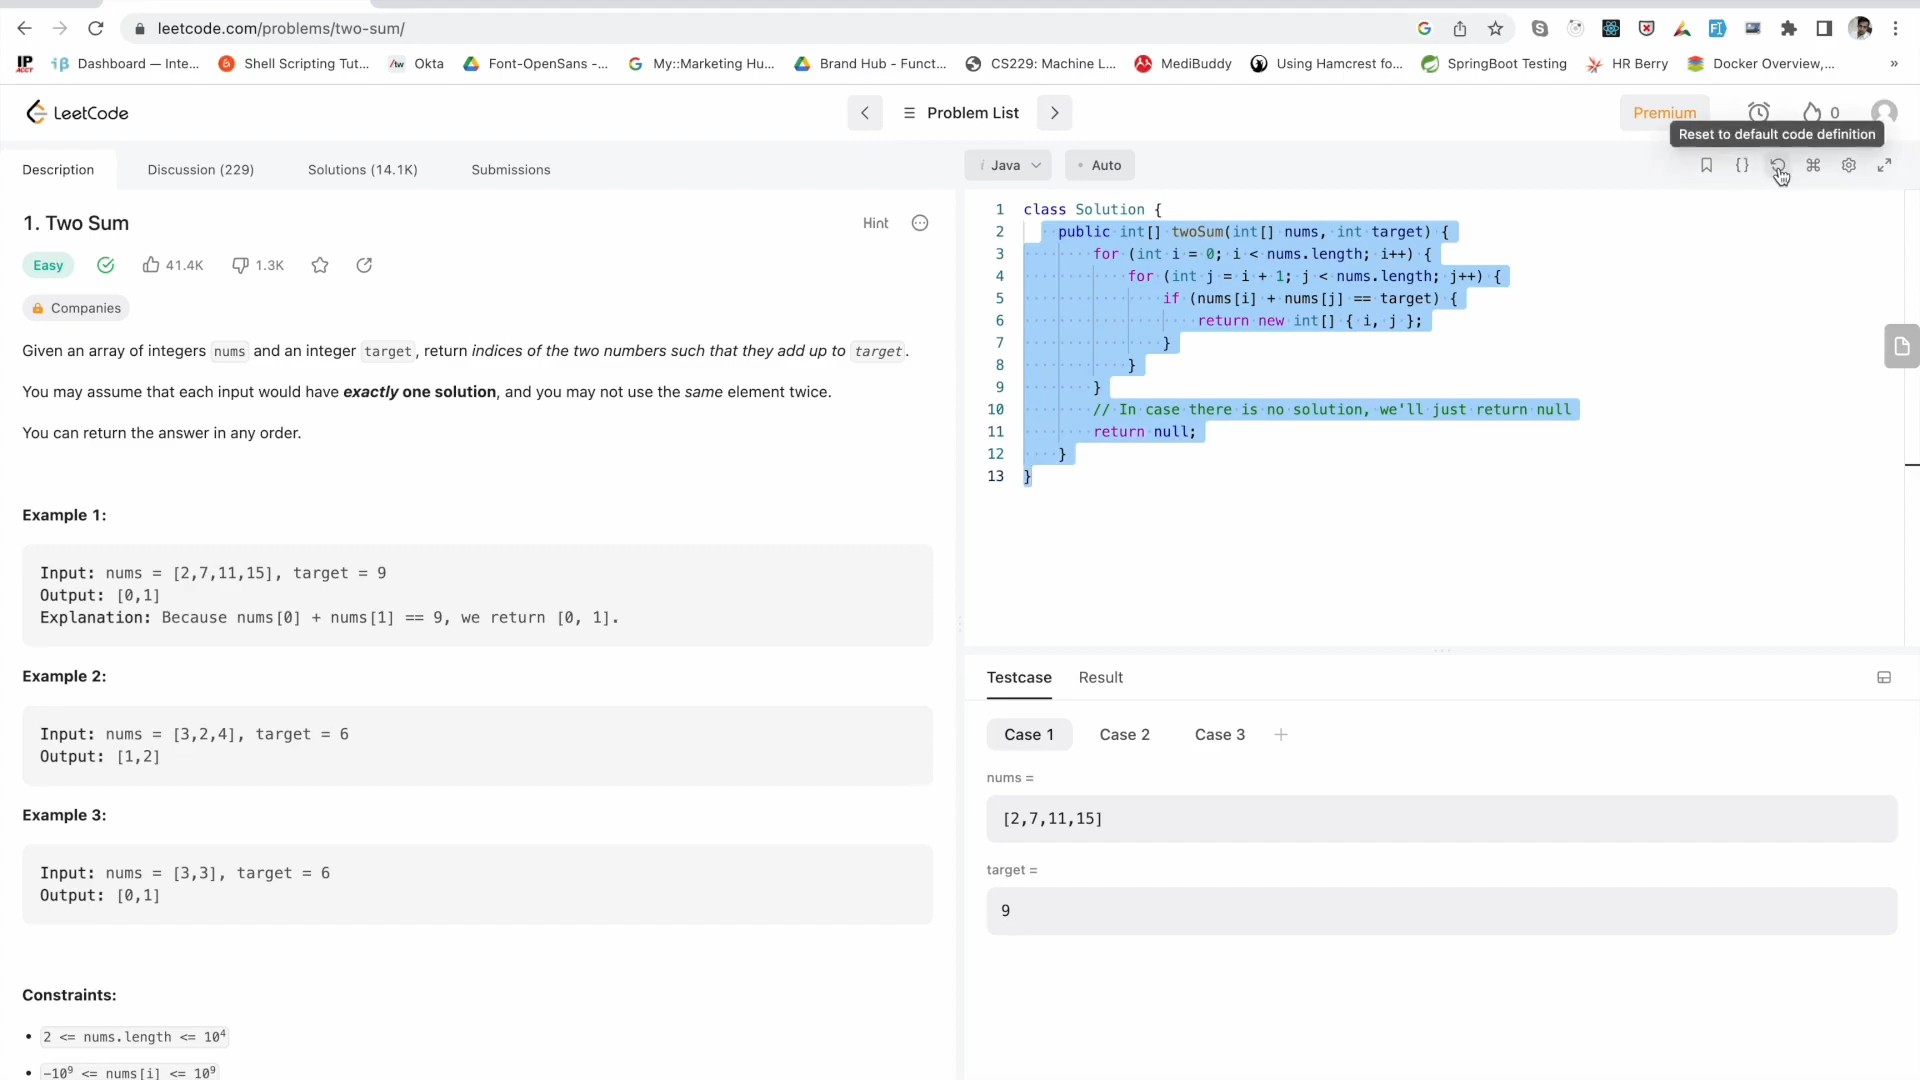 leetcode.com/problems/two-sum/
IP
ACCT
Dashboard — Inte...
Shell Scripting Tut...
/tw
Okta
Font-OpenSans -...
My::Marketing Hu...
Brand Hub - Funct...
CS229: Machine L...
MediBuddy
Using Hamcrest fo...
SpringBoot Testing
HR Berry
Docker Overview,...
»
LeetCode
Problem List
Premium
0
Reset to default code definition
Description
Discussion (229)
Solutions (14.1K)
Submissions
i Java
• Auto
1. Two Sum
Hint
Easy
41.4K
1.3K
Companies
Given an array of integers nums and an integer target, return indices of the two numbers such that they add up to target.
You may assume that each input would have exactly one solution, and you may not use the same element twice.
You can return the answer in any order.
Example 1:
Input: nums = [2,7,11,15], target = 9
Output: [0,1]
Explanation: Because nums[0] + nums[1] == 9, we return [0, 1].
Example 2:
Input: nums = [3,2,4], target = 6
Output: [1,2]
Example 3:
Input: nums = [3,3], target = 6
Output: [0,1]
Constraints:
• 2 <= nums.length <= 10⁴
• -10⁹ <= nums[i] <= 10⁹
1 class Solution {
2 public int[] twoSum(int[] nums, int target) {
3 for (int i = 0; i < nums.length; i++) {
4 for (int j = i + 1; j < nums.length; j++) {
5 if (nums[i] + nums[j] == target) {
6 return new int[] { i, j };
7 }
8 }
9 }
10 // In case there is no solution, we'll just return null
11 return null;
12 }
13 }
Testcase
Result
Case 1
Case 2
Case 3
+
nums =
[2,7,11,15]
target =
9